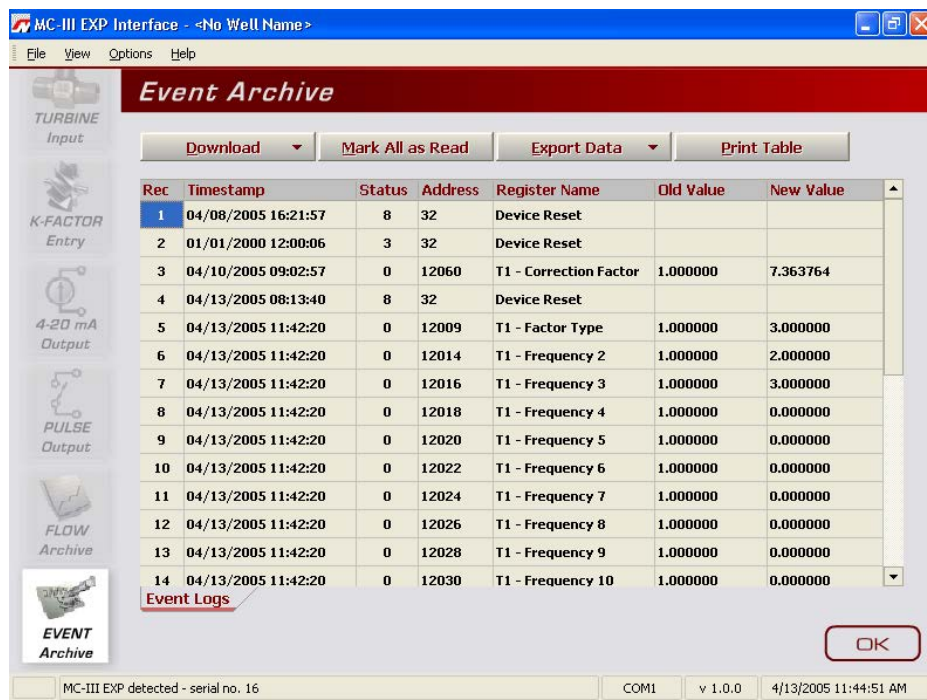 MC-III EXP Interface - <No Well Name>
File View Options Help
Event Archive
TURBINE
Input
K-FACTOR
Entry
4-20 mA
Output
PULSE
Output
FLOW
Archive
EVENT
Archive
Download Mark All as Read Export Data Print Table
Rec Timestamp Status Address Register Name Old Value New Value
1 04/08/2005 16:21:57 8 32 Device Reset
2 01/01/2000 12:00:06 3 32 Device Reset
3 04/10/2005 09:02:57 0 12060 T1 - Correction Factor 1.000000 7.363764
4 04/13/2005 08:13:40 8 32 Device Reset
5 04/13/2005 11:42:20 0 12009 T1 - Factor Type 1.000000 3.000000
6 04/13/2005 11:42:20 0 12014 T1 - Frequency 2 1.000000 2.000000
7 04/13/2005 11:42:20 0 12016 T1 - Frequency 3 1.000000 3.000000
8 04/13/2005 11:42:20 0 12018 T1 - Frequency 4 1.000000 0.000000
9 04/13/2005 11:42:20 0 12020 T1 - Frequency 5 1.000000 0.000000
10 04/13/2005 11:42:20 0 12022 T1 - Frequency 6 1.000000 0.000000
11 04/13/2005 11:42:20 0 12024 T1 - Frequency 7 1.000000 0.000000
12 04/13/2005 11:42:20 0 12026 T1 - Frequency 8 1.000000 0.000000
13 04/13/2005 11:42:20 0 12028 T1 - Frequency 9 1.000000 0.000000
14 04/13/2005 11:42:20 0 12030 T1 - Frequency 10 1.000000 0.000000
Event Logs
OK
MC-III EXP detected - serial no. 16 COM1 v 1.0.0 4/13/2005 11:44:51 AM